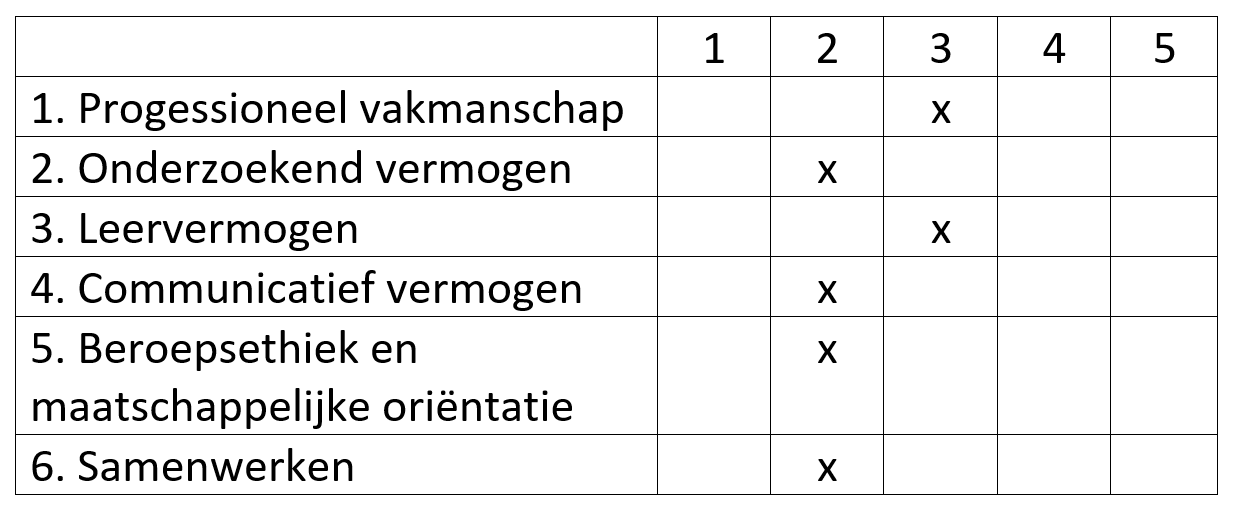 1 2 3 4 5
1. Progessioneel vakmanschap x
2. Onderzoekend vermogen x
3. Leervermogen x
4. Communicatief vermogen x
5. Beroepsethiek en x
maatschappelijke oriëntatie
6. Samenwerken x